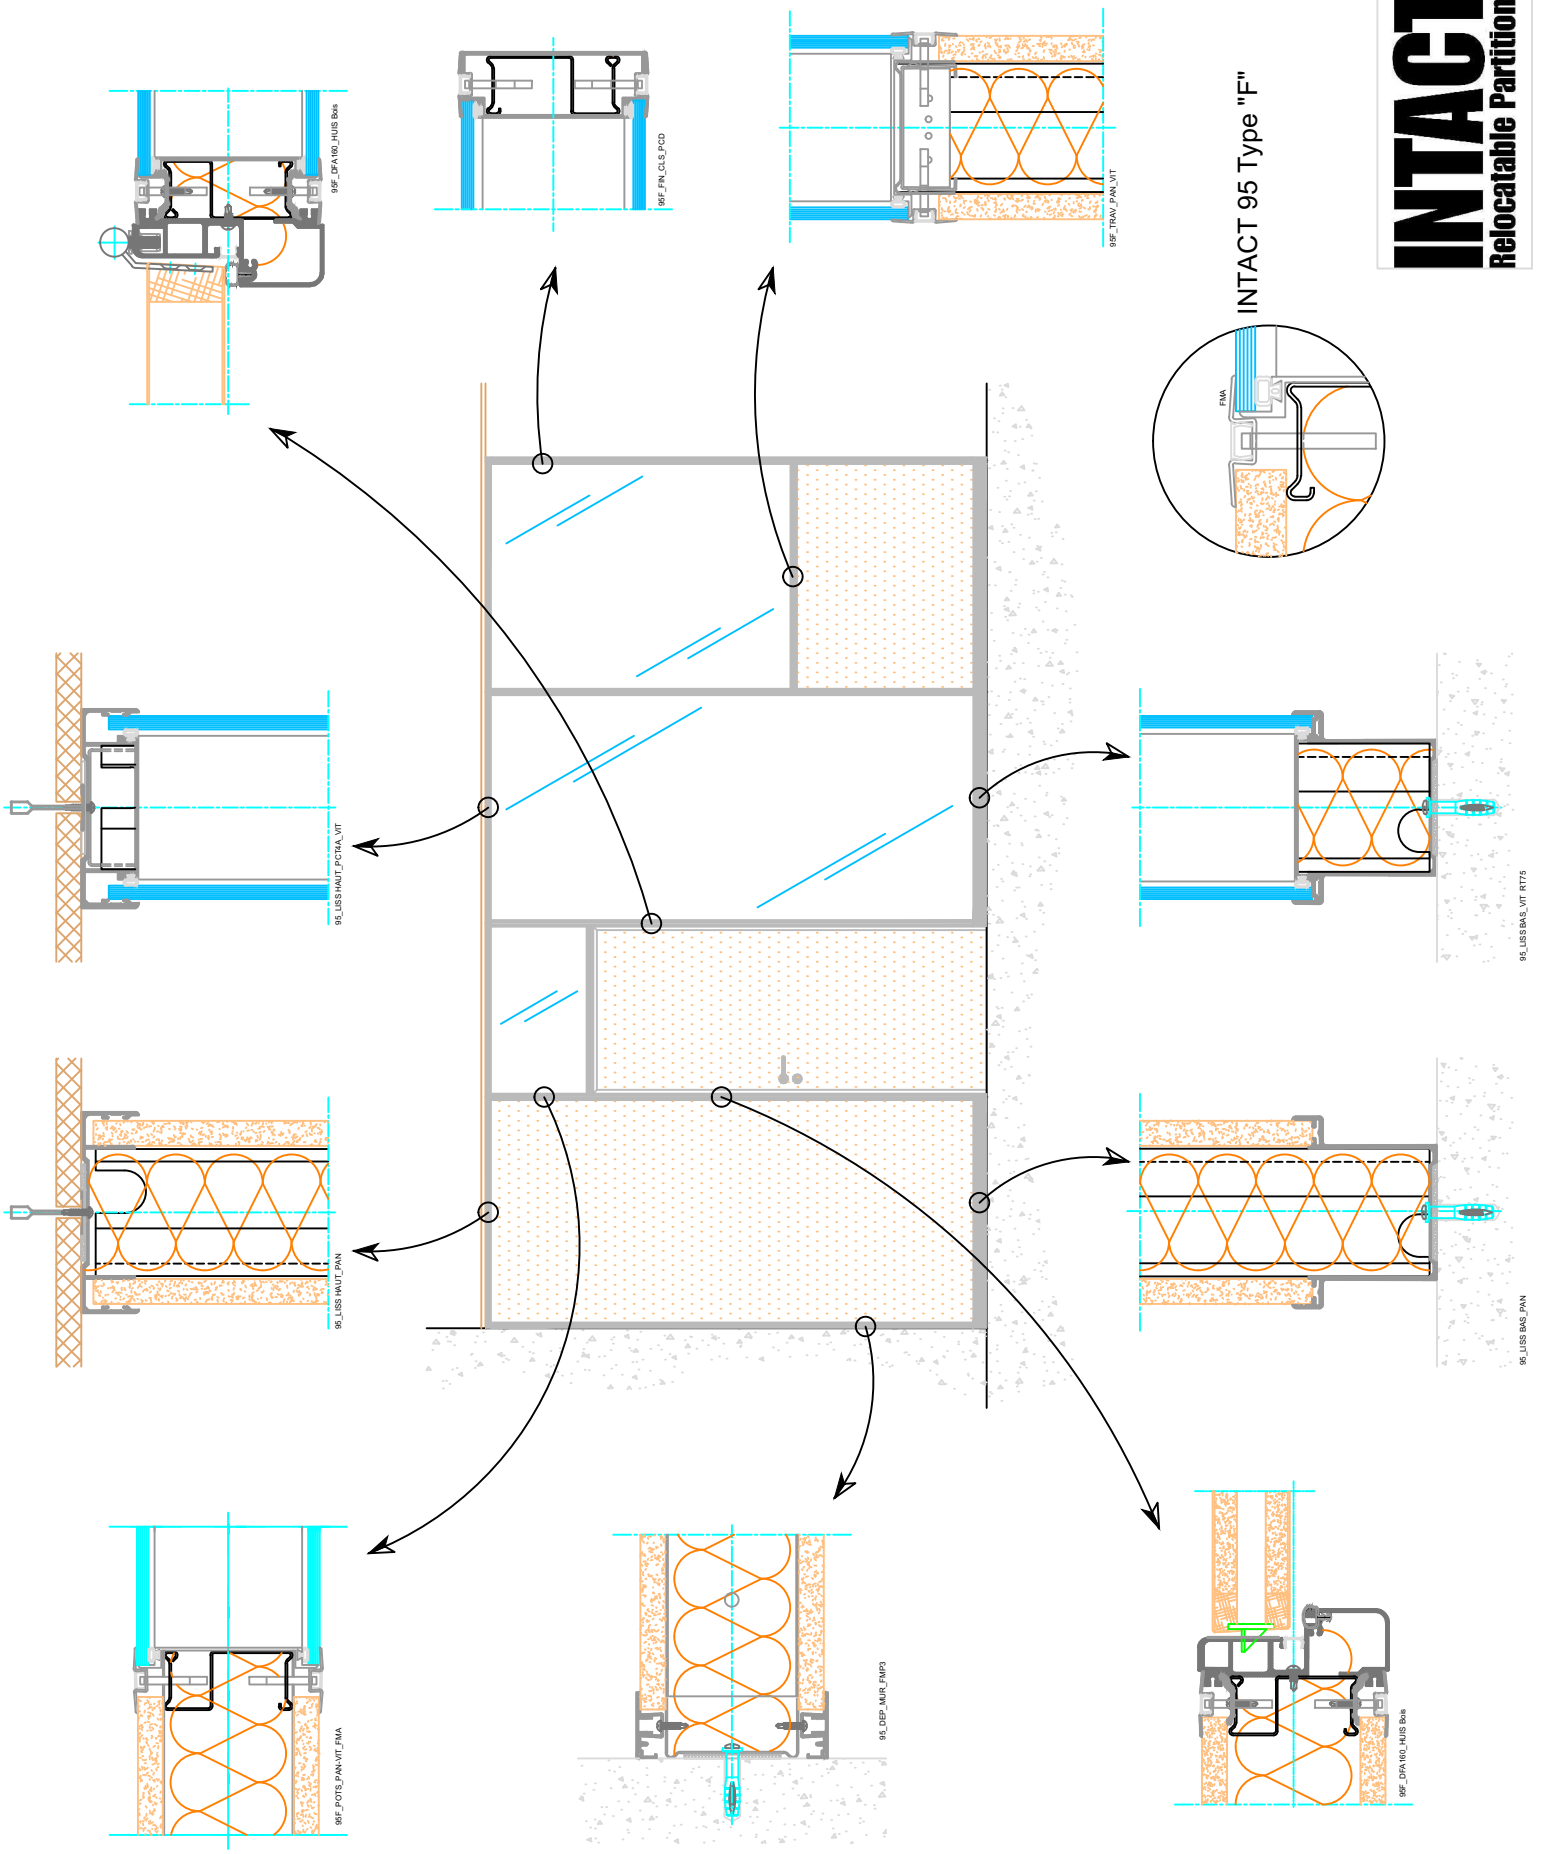 INTACT
Relocatable Partition
INTACT 95 Type "F"
FMA
95F_POTS_PAN-VIT_FMA
95_LISS HAUT_PAN
95_LISS HAUT_PCT4A_VIT
95F_DFA160_HUIS Bois
95F_FIN_CLS_PCD
95F_TRAV_PAN_VIT
95_DEP_MUR_FMP3
95F_DFA160_HUIS Bois
95_LISS BAS_PAN
95_LISS BAS_VIT RT75